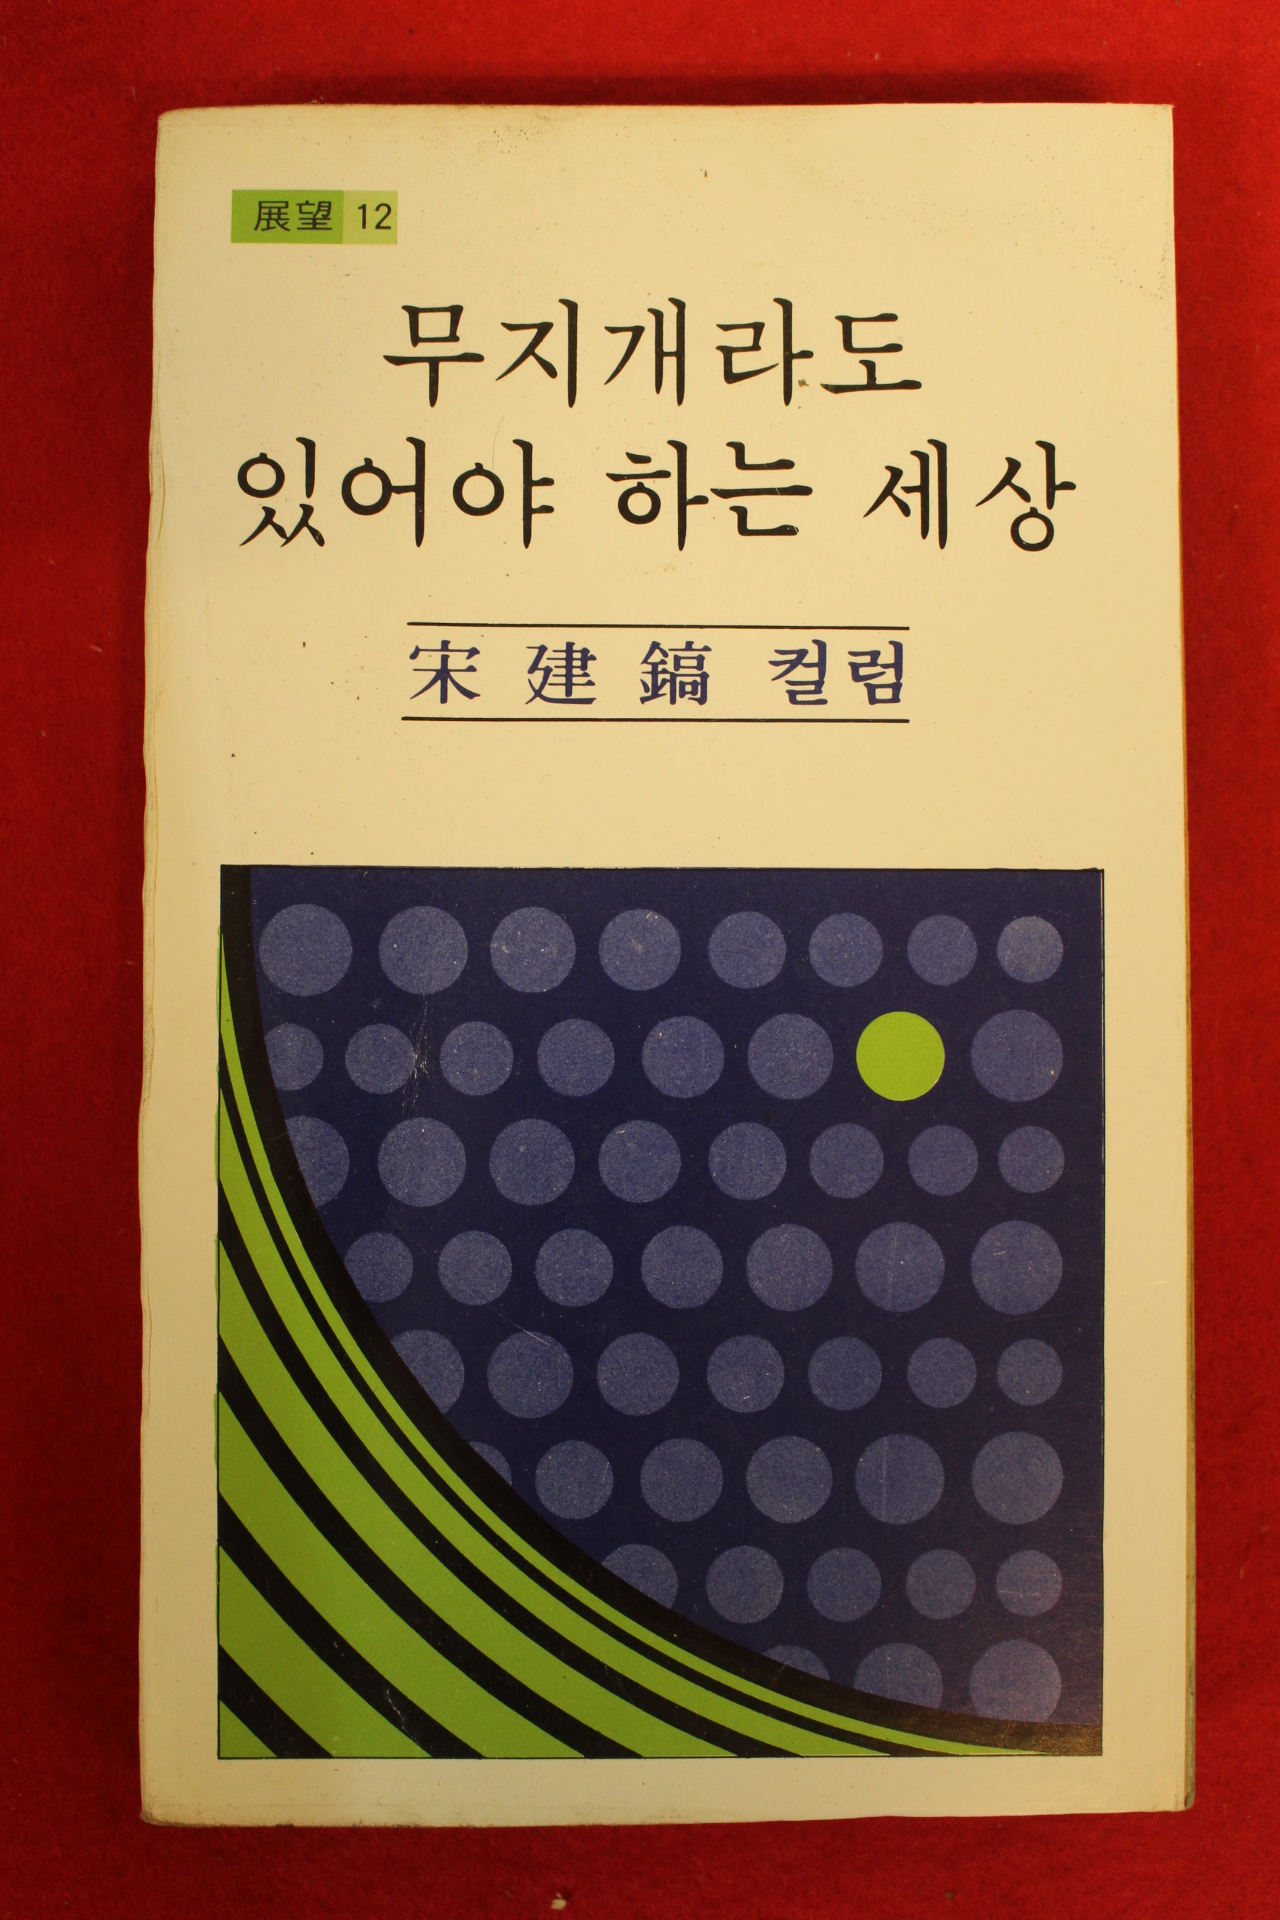 展望 12
무지개라도
있어야 하는 세상
宋建鎬 컬럼